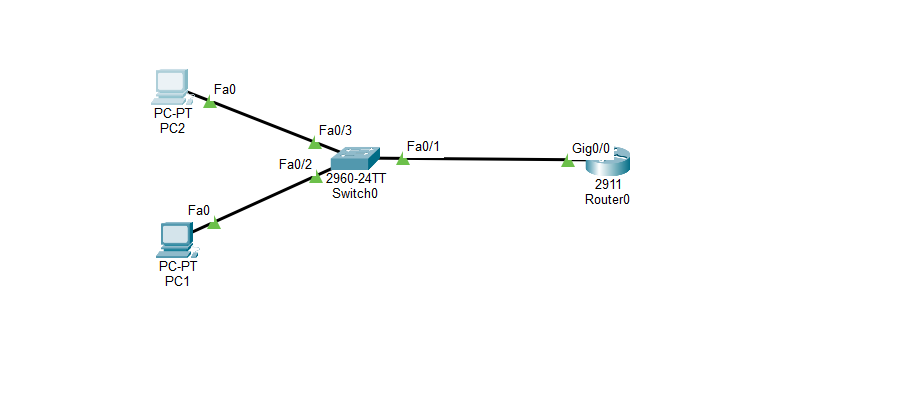 Fa0
PC-PT
PC2
Fa0/3
Fa0/1
Gig0/0
Fa0/2
2960-24TT
Switch0
2911
Router0
Fa0
PC-PT
PC1